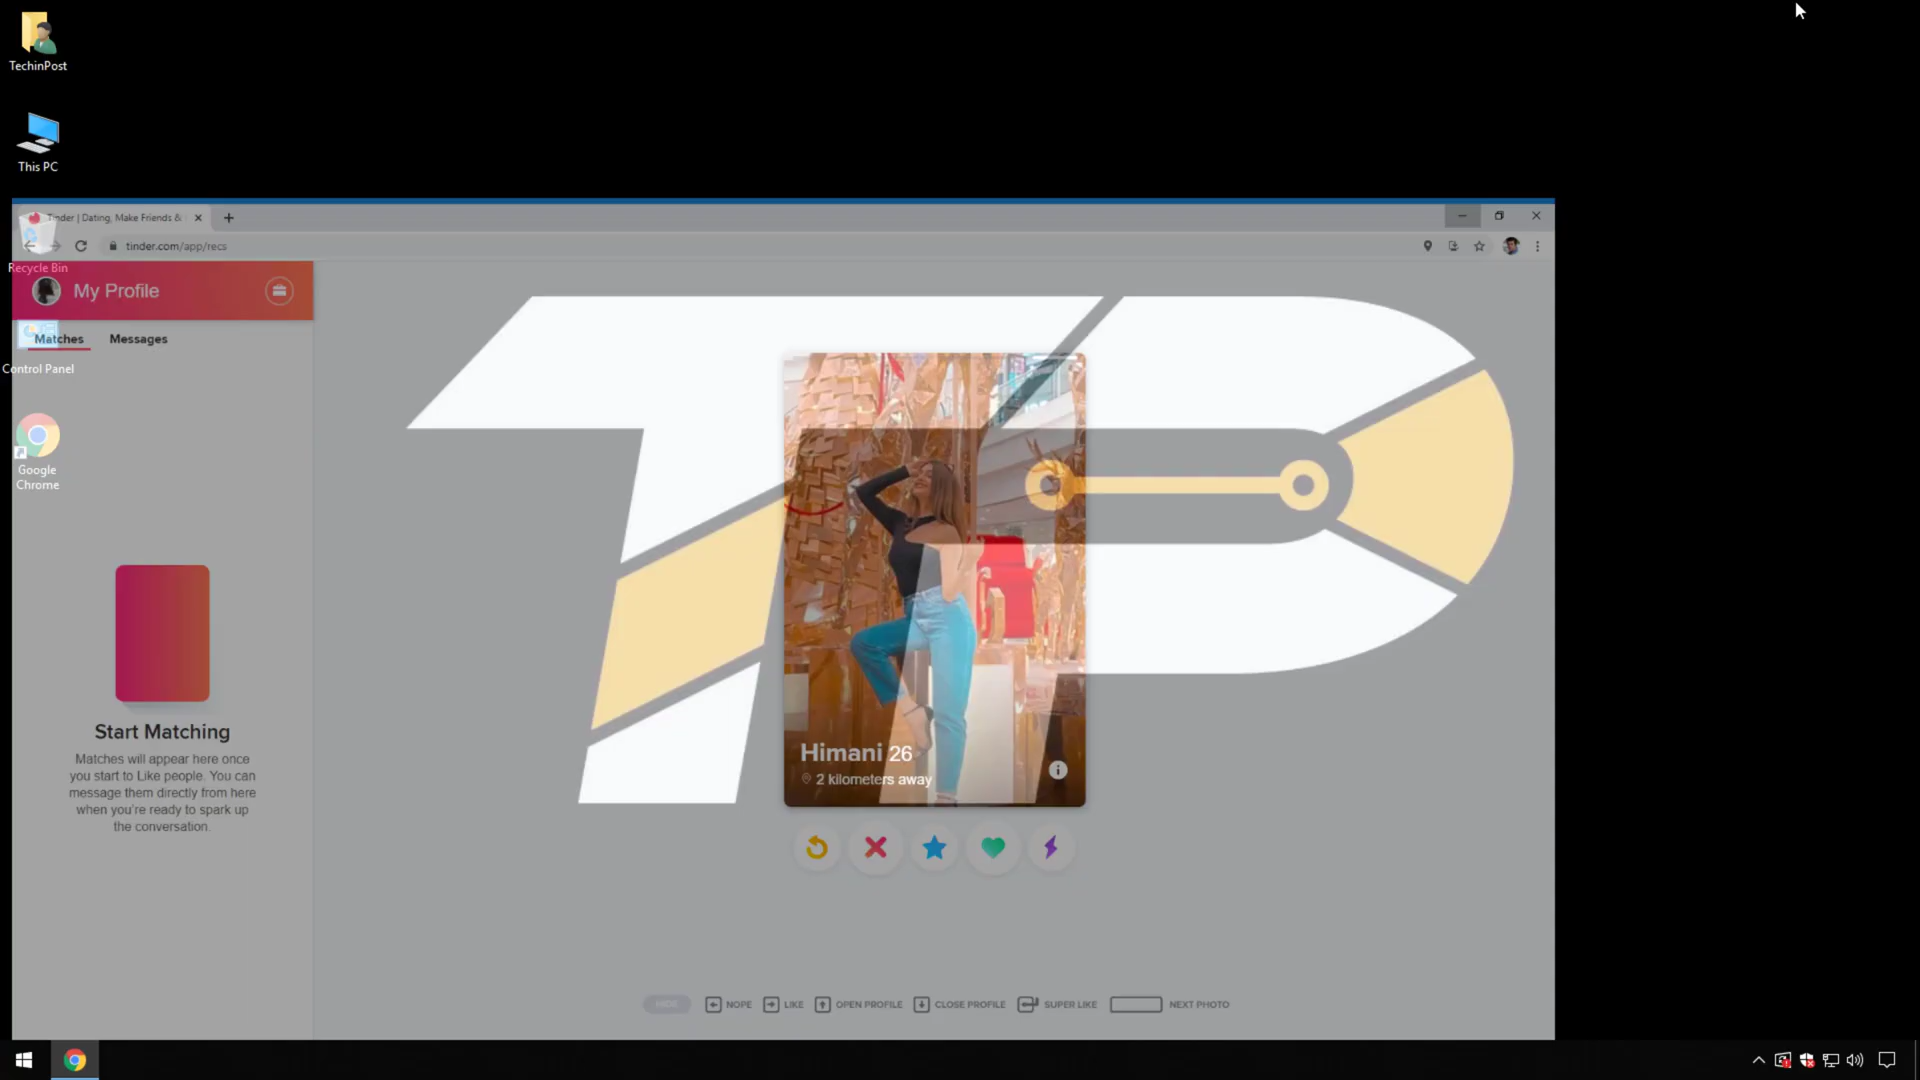 TechinPost
This PC
Tinder | Dating, Make Friends &
tinder.com/app/recs
Recycle Bin
My Profile
Matches
Messages
Control Panel
Google
Chrome
Start Matching
Matches will appear here once
you start to Like people. You can
message them directly from here
when you're ready to spark up
the conversation.
TP
Himani 26
2 kilometers away
HIDE
NOPE
LIKE
OPEN PROFILE
CLOSE PROFILE
SUPER LIKE
NEXT PHOTO